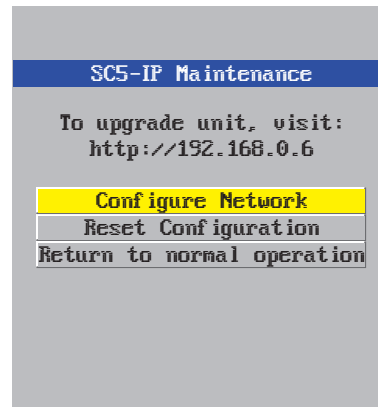 SC5-IP Maintenance
To upgrade unit, visit:
http://192.168.0.6
Configure Network
Reset Configuration
Return to normal operation